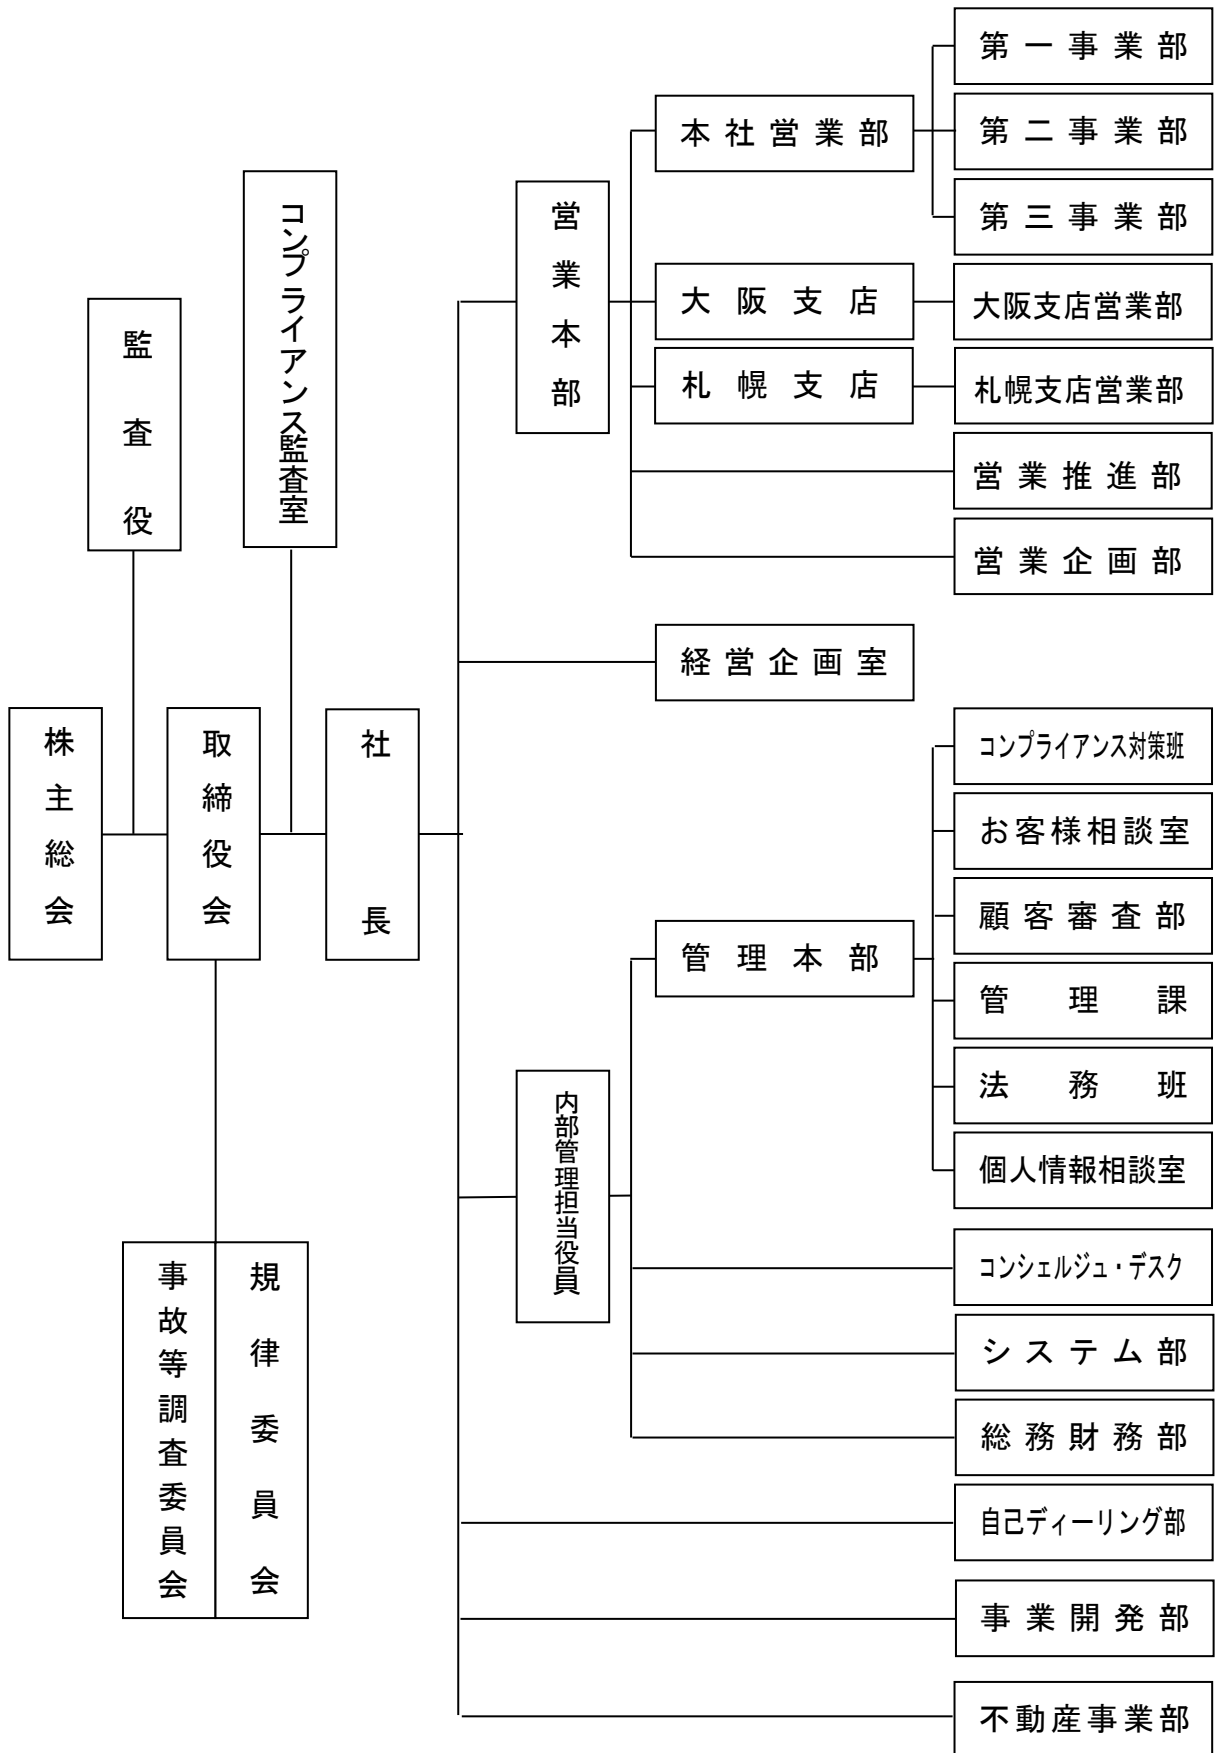 株主総会
監査役
取締役会
コンプライアンス監査室
事故等調査委員会
規律委員会
社長
営業本部
本社営業部
第一事業部
第二事業部
第三事業部
大阪支店
大阪支店営業部
札幌支店
札幌支店営業部
営業推進部
営業企画部
経営企画室
内部管理担当役員
管理本部
コンプライアンス対策班
お客様相談室
顧客審査部
管理課
法務班
個人情報相談室
コンシェルジュ・デスク
システム部
総務財務部
自己ディーリング部
事業開発部
不動産事業部